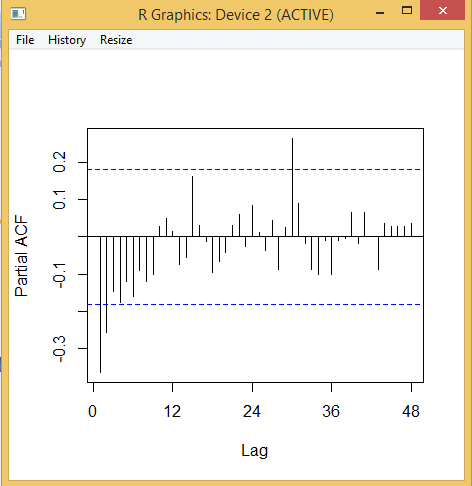 R Graphics: Device 2 (ACTIVE)
File History Resize
Partial ACF
0.2
0.1
-0.1
-0.3
0 12 24 36 48
Lag